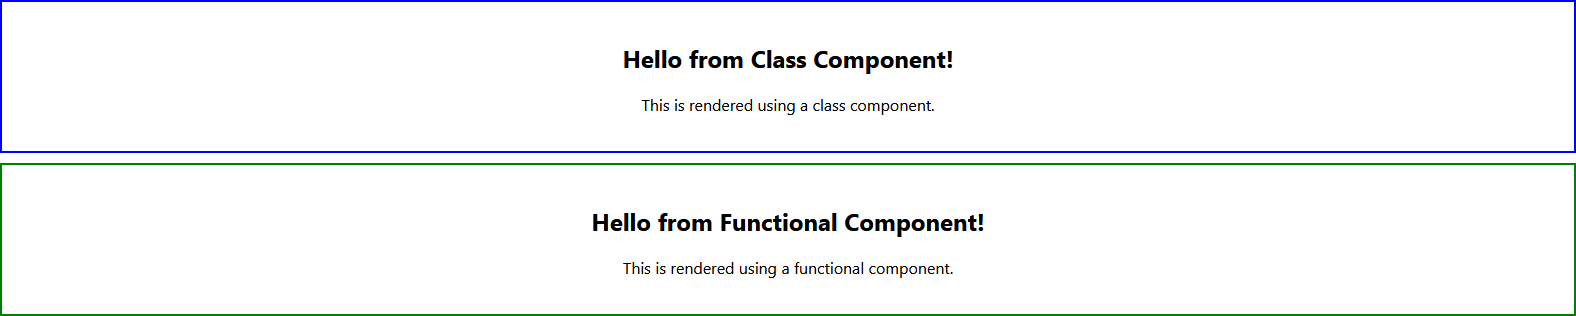 Hello from Class Component!
This is rendered using a class component.
Hello from Functional Component!
This is rendered using a functional component.